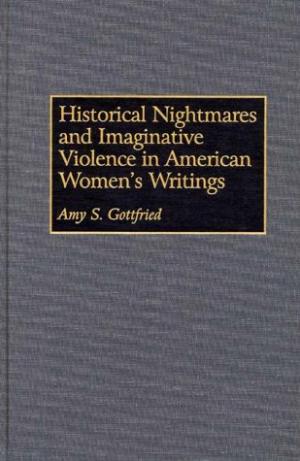 Historical Nightmares
and Imaginative
Violence in American
Women's Writings
Amy S. Gottfried